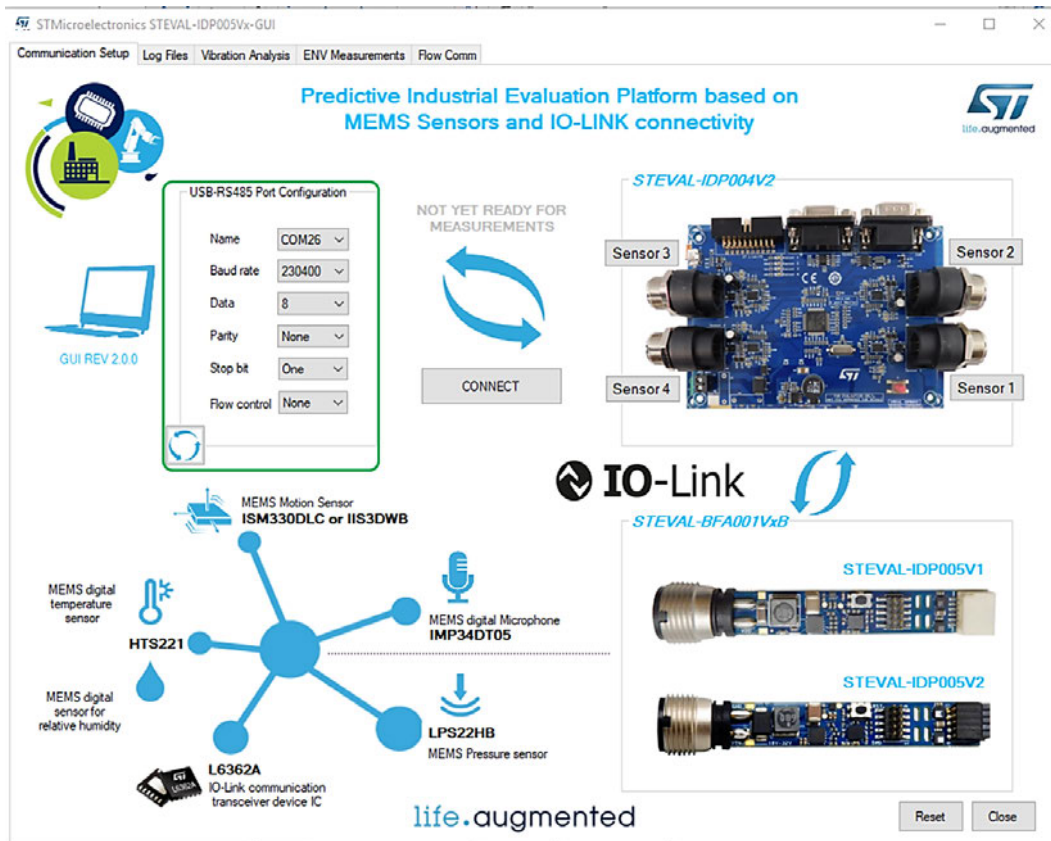 STMicroelectronics STEVAL-IDP005Vx-GUI
Communication Setup Log Files Vibration Analysis ENV Measurements Flow Comm
Predictive Industrial Evaluation Platform based on
MEMS Sensors and IO-LINK connectivity
life.augmented
USB-RS485 Port Configuration
Name COM26
Baud rate 230400
Data 8
Parity None
Stop bit One
Flow control None
GUI REV 2.0.0
NOT YET READY FOR
MEASUREMENTS
CONNECT
STEVAL-IDP004V2
Sensor 3
Sensor 2
Sensor 4
Sensor 1
IO-Link
MEMS Motion Sensor
ISM330DLC or IIS3DWB
MEMS digital
temperature
sensor
HTS221
MEMS digital
sensor for
relative humidity
MEMS digital Microphone
IMP34DT05
LPS22HB
MEMS Pressure sensor
L6362A
L6362A
IO-Link communication
transceiver device IC
STEVAL-BFA001VxB
STEVAL-IDP005V1
STEVAL-IDP005V2
life.augmented
Reset
Close